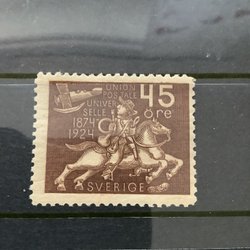 UNION
POSTALE
UNIVER
SELLE
1874
1924
45
öre
SVERIGE